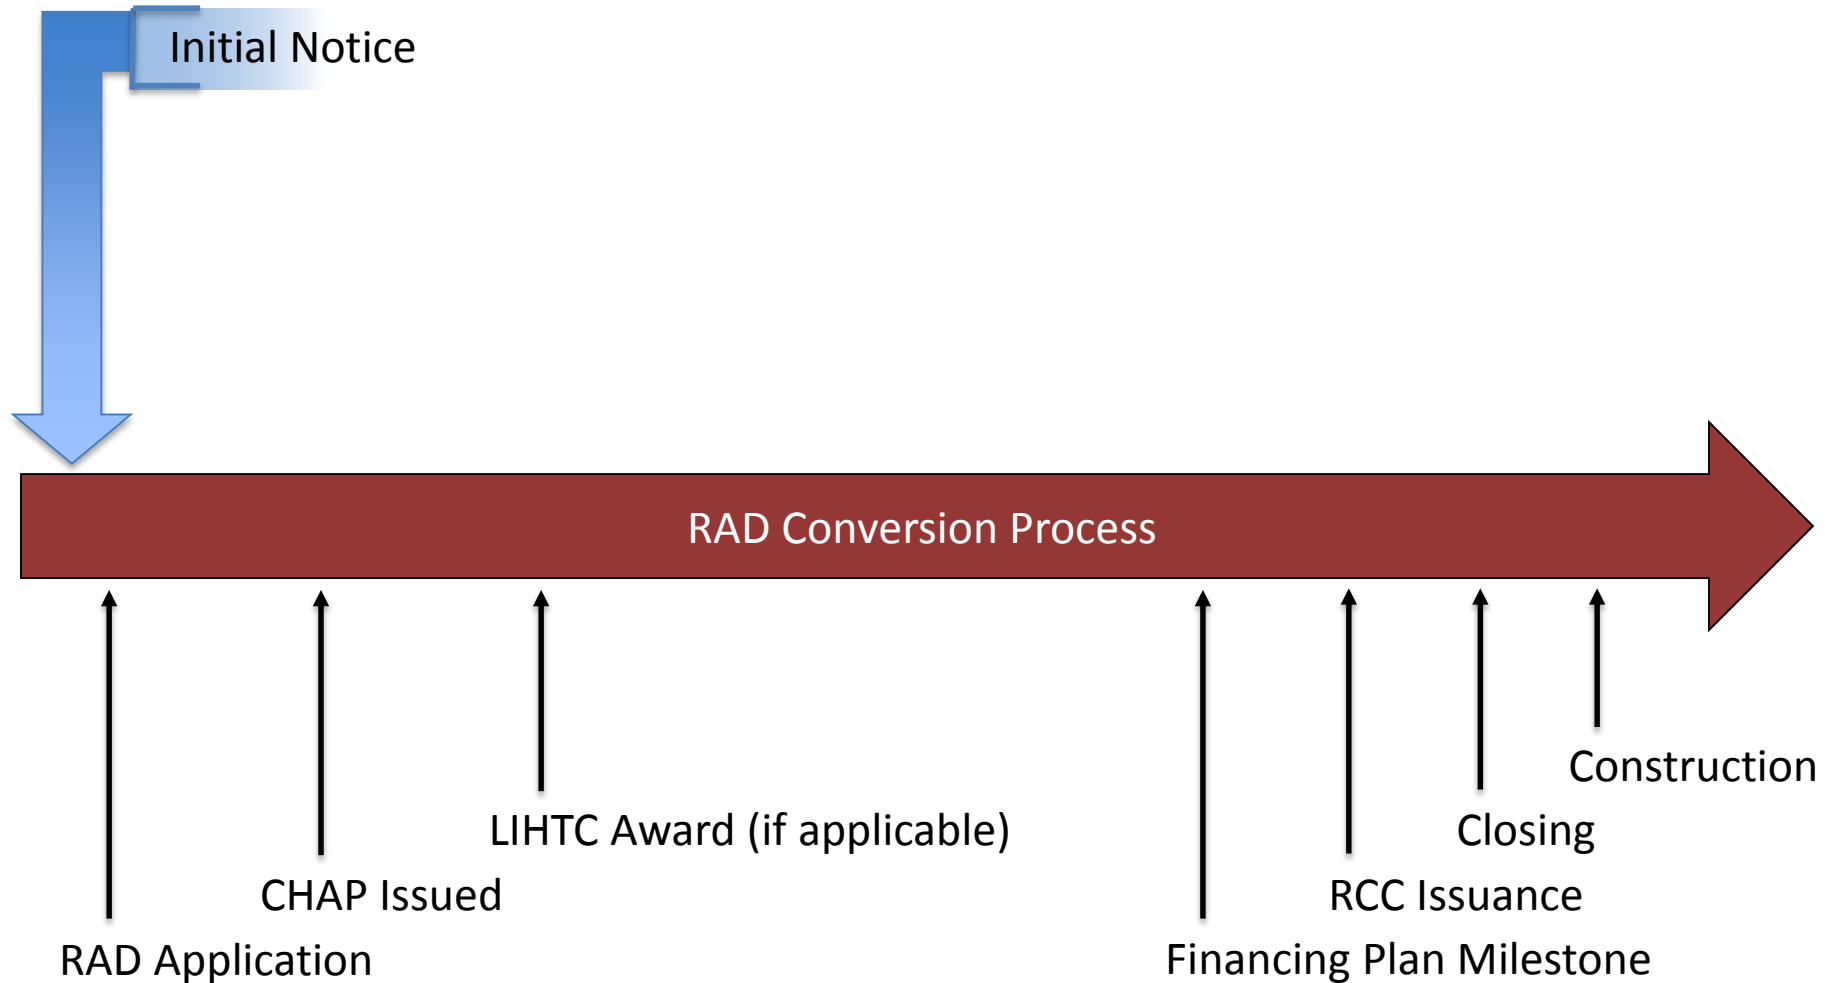 Initial Notice
RAD Conversion Process
Construction
LIHTC Award (if applicable)
Closing
CHAP Issued
RCC Issuance
RAD Application
Financing Plan Milestone